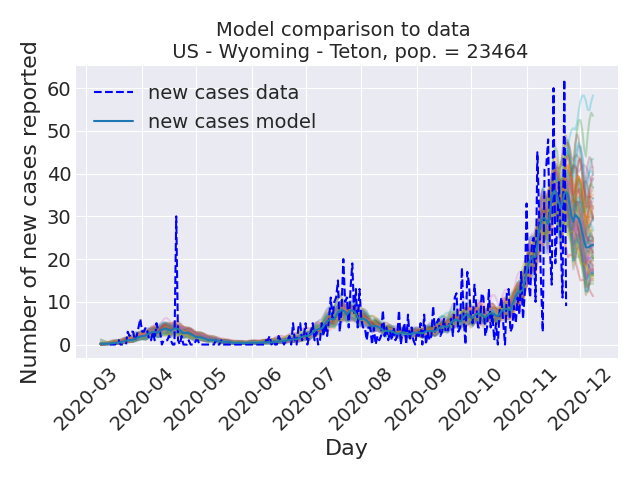 Model comparison to data
US - Wyoming - Teton, pop. = 23464
Number of new cases reported
60
50
40
30
20
10
0
new cases data
new cases model
2020-03
2020-04
2020-05
2020-06
2020-07
2020-08
2020-09
2020-10
2020-11
2020-12
Day